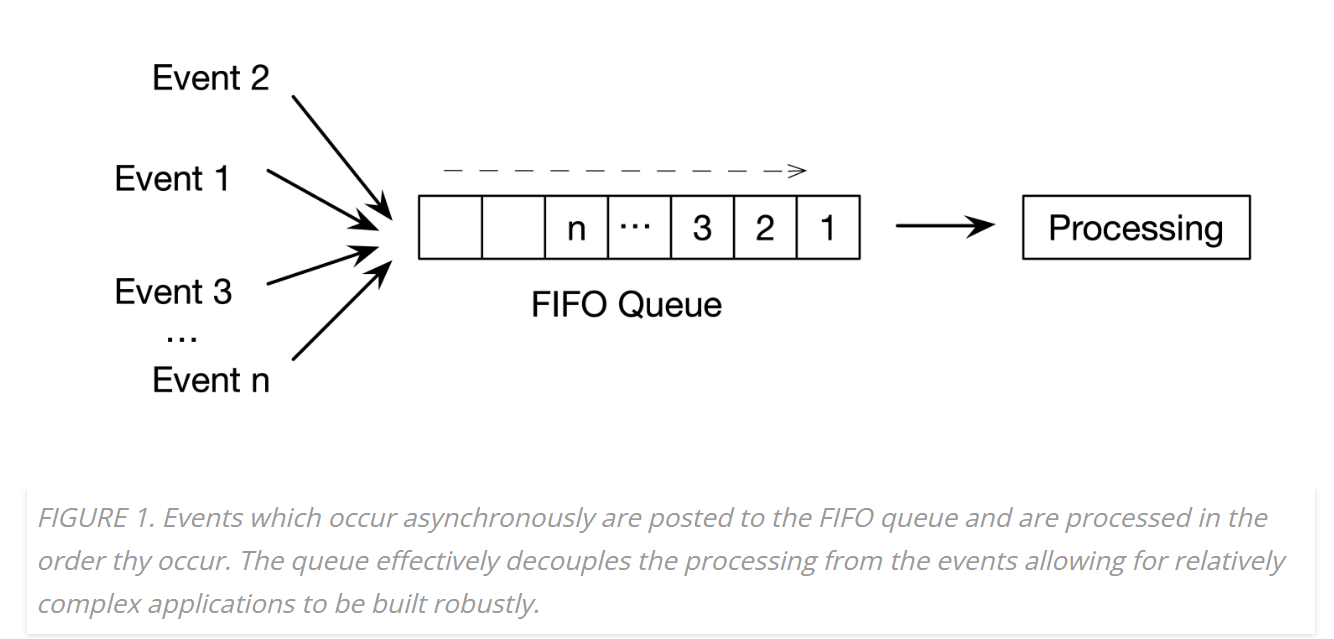 Event 2
Event 1
Event 3
...
Event n
n ... 3 2 1
FIFO Queue
Processing
FIGURE 1. Events which occur asynchronously are posted to the FIFO queue and are processed in the
order thy occur. The queue effectively decouples the processing from the events allowing for relatively
complex applications to be built robustly.